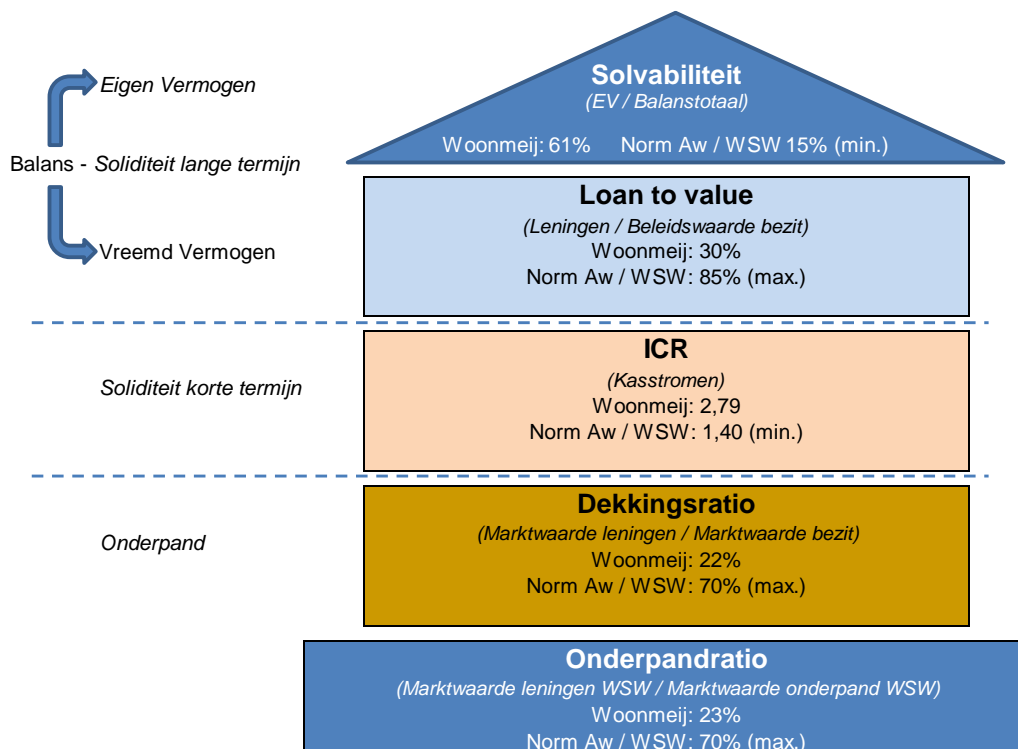 Solvabiliteit
(EV / Balanstotaal)
Woonmeij: 61% Norm Aw / WSW 15% (min.)
Eigen Vermogen
Balans - Soliditeit lange termijn
Vreemd Vermogen
Loan to value
(Leningen / Beleidswaarde bezit)
Woonmeij: 30%
Norm Aw / WSW: 85% (max.)
Soliditeit korte termijn
ICR
(Kasstromen)
Woonmeij: 2,79
Norm Aw / WSW: 1,40 (min.)
Onderpand
Dekkingsratio
(Marktwaarde leningen / Marktwaarde bezit)
Woonmeij: 22%
Norm Aw / WSW: 70% (max.)
Onderpandratio
(Marktwaarde leningen WSW / Marktwaarde onderpand WSW)
Woonmeij: 23%
Norm Aw / WSW: 70% (max.)